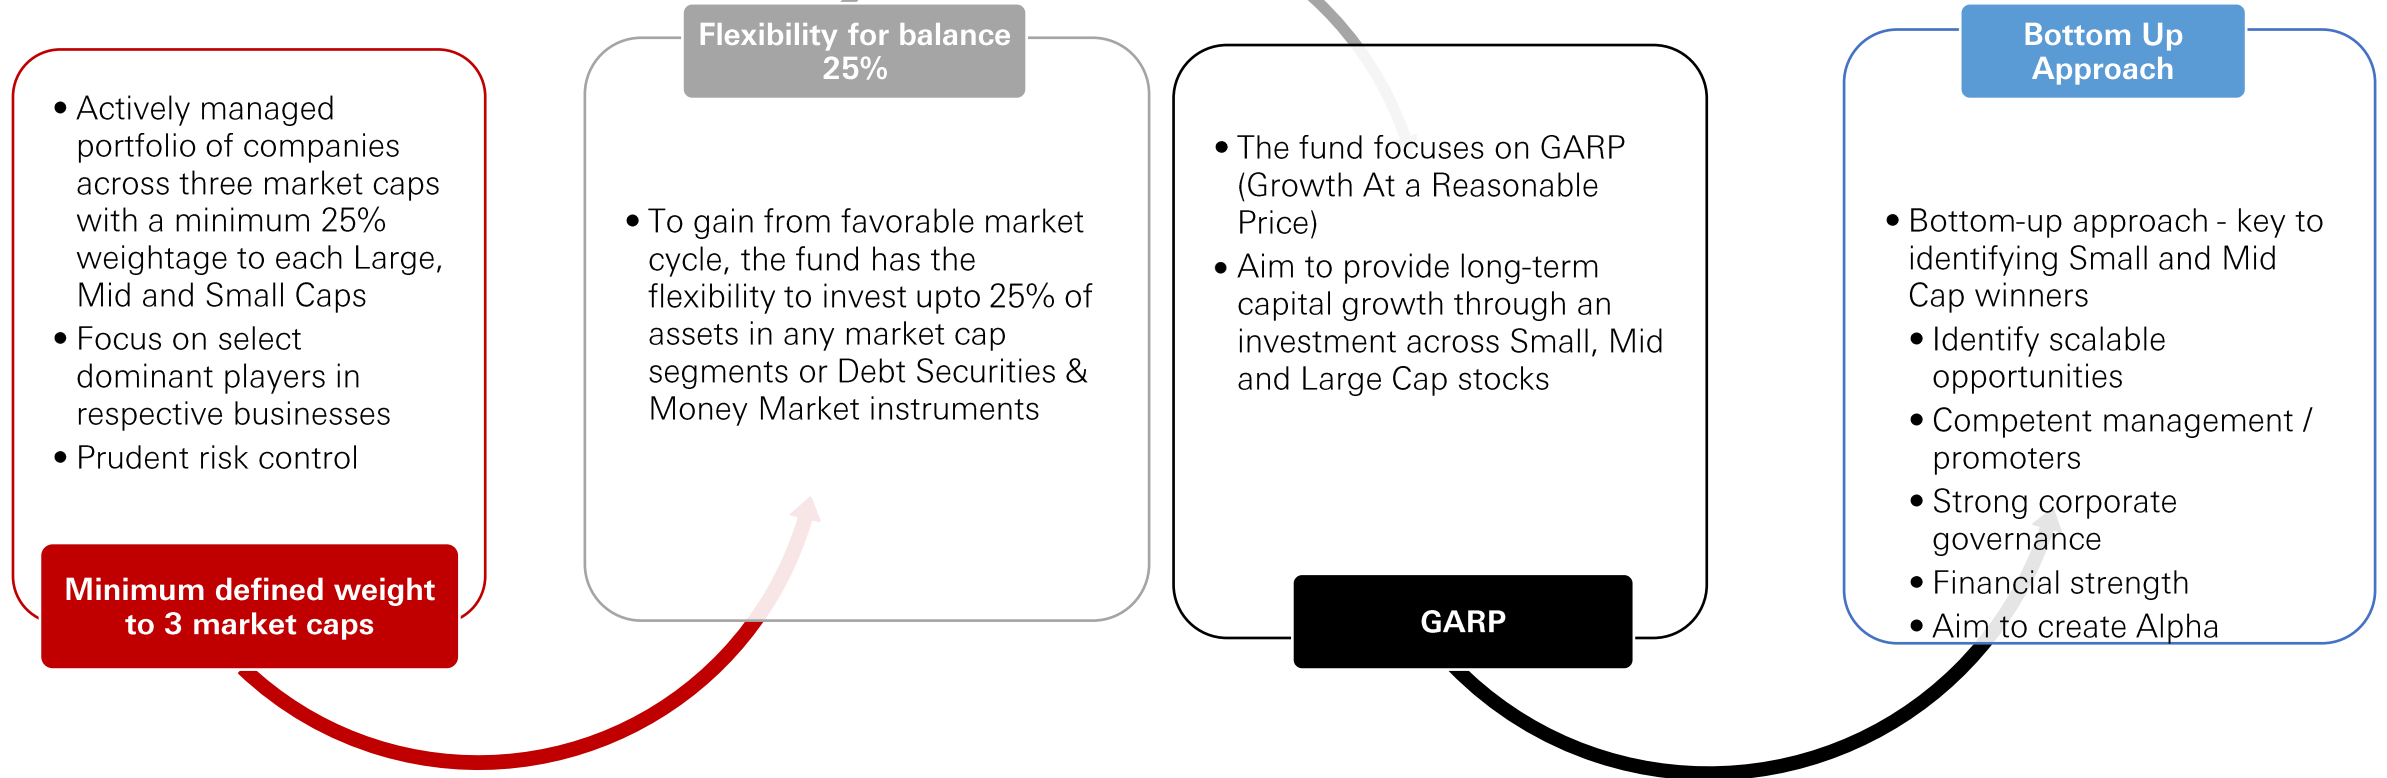 • Actively managed
portfolio of companies
across three market caps
with a minimum 25%
weightage to each Large,
Mid and Small Caps
• Focus on select
dominant players in
respective businesses
• Prudent risk control
Minimum defined weight
to 3 market caps
Flexibility for balance
25%
• To gain from favorable market
cycle, the fund has the
flexibility to invest upto 25% of
assets in any market cap
segments or Debt Securities &
Money Market instruments
• The fund focuses on GARP
(Growth At a Reasonable
Price)
• Aim to provide long-term
capital growth through an
investment across Small, Mid
and Large Cap stocks
GARP
Bottom Up
Approach
• Bottom-up approach - key to
identifying Small and Mid
Cap winners
• Identify scalable
opportunities
• Competent management /
promoters
• Strong corporate
governance
• Financial strength
• Aim to create Alpha